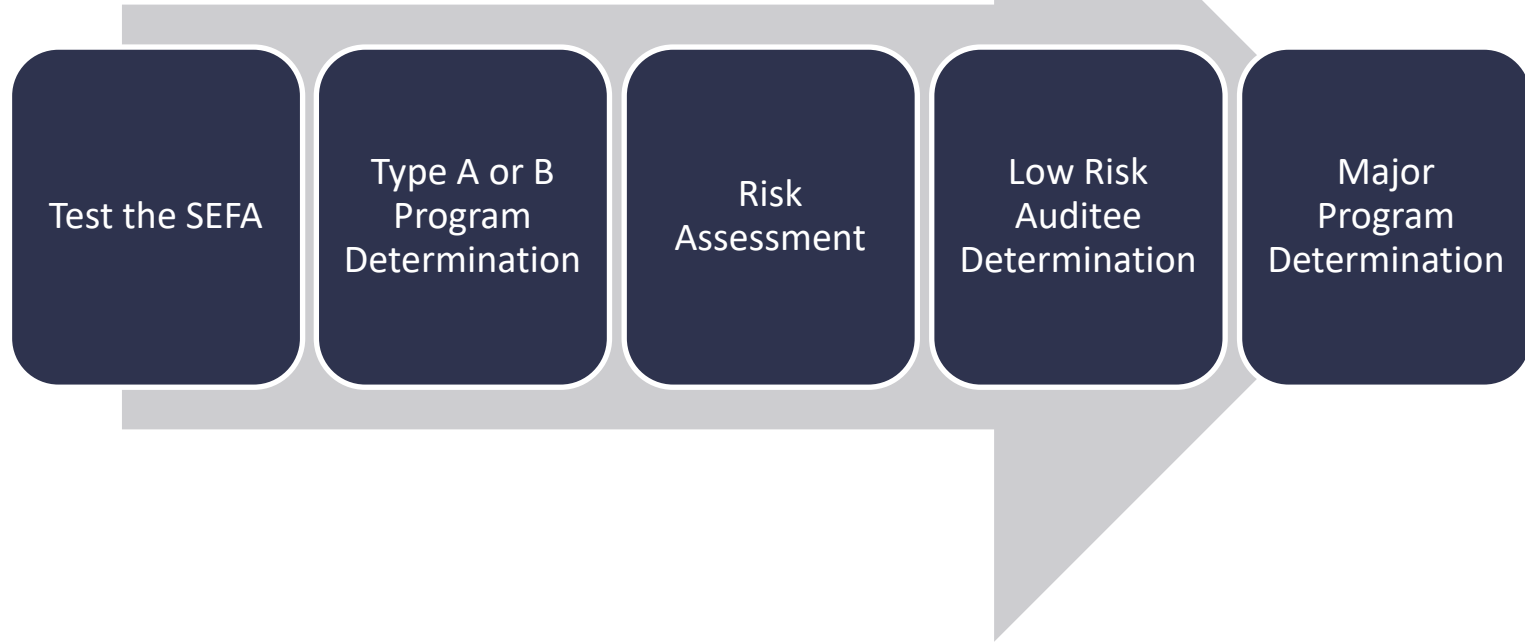 Test the SEFA
Type A or B
Program
Determination
Risk
Assessment
Low Risk
Auditee
Determination
Major
Program
Determination